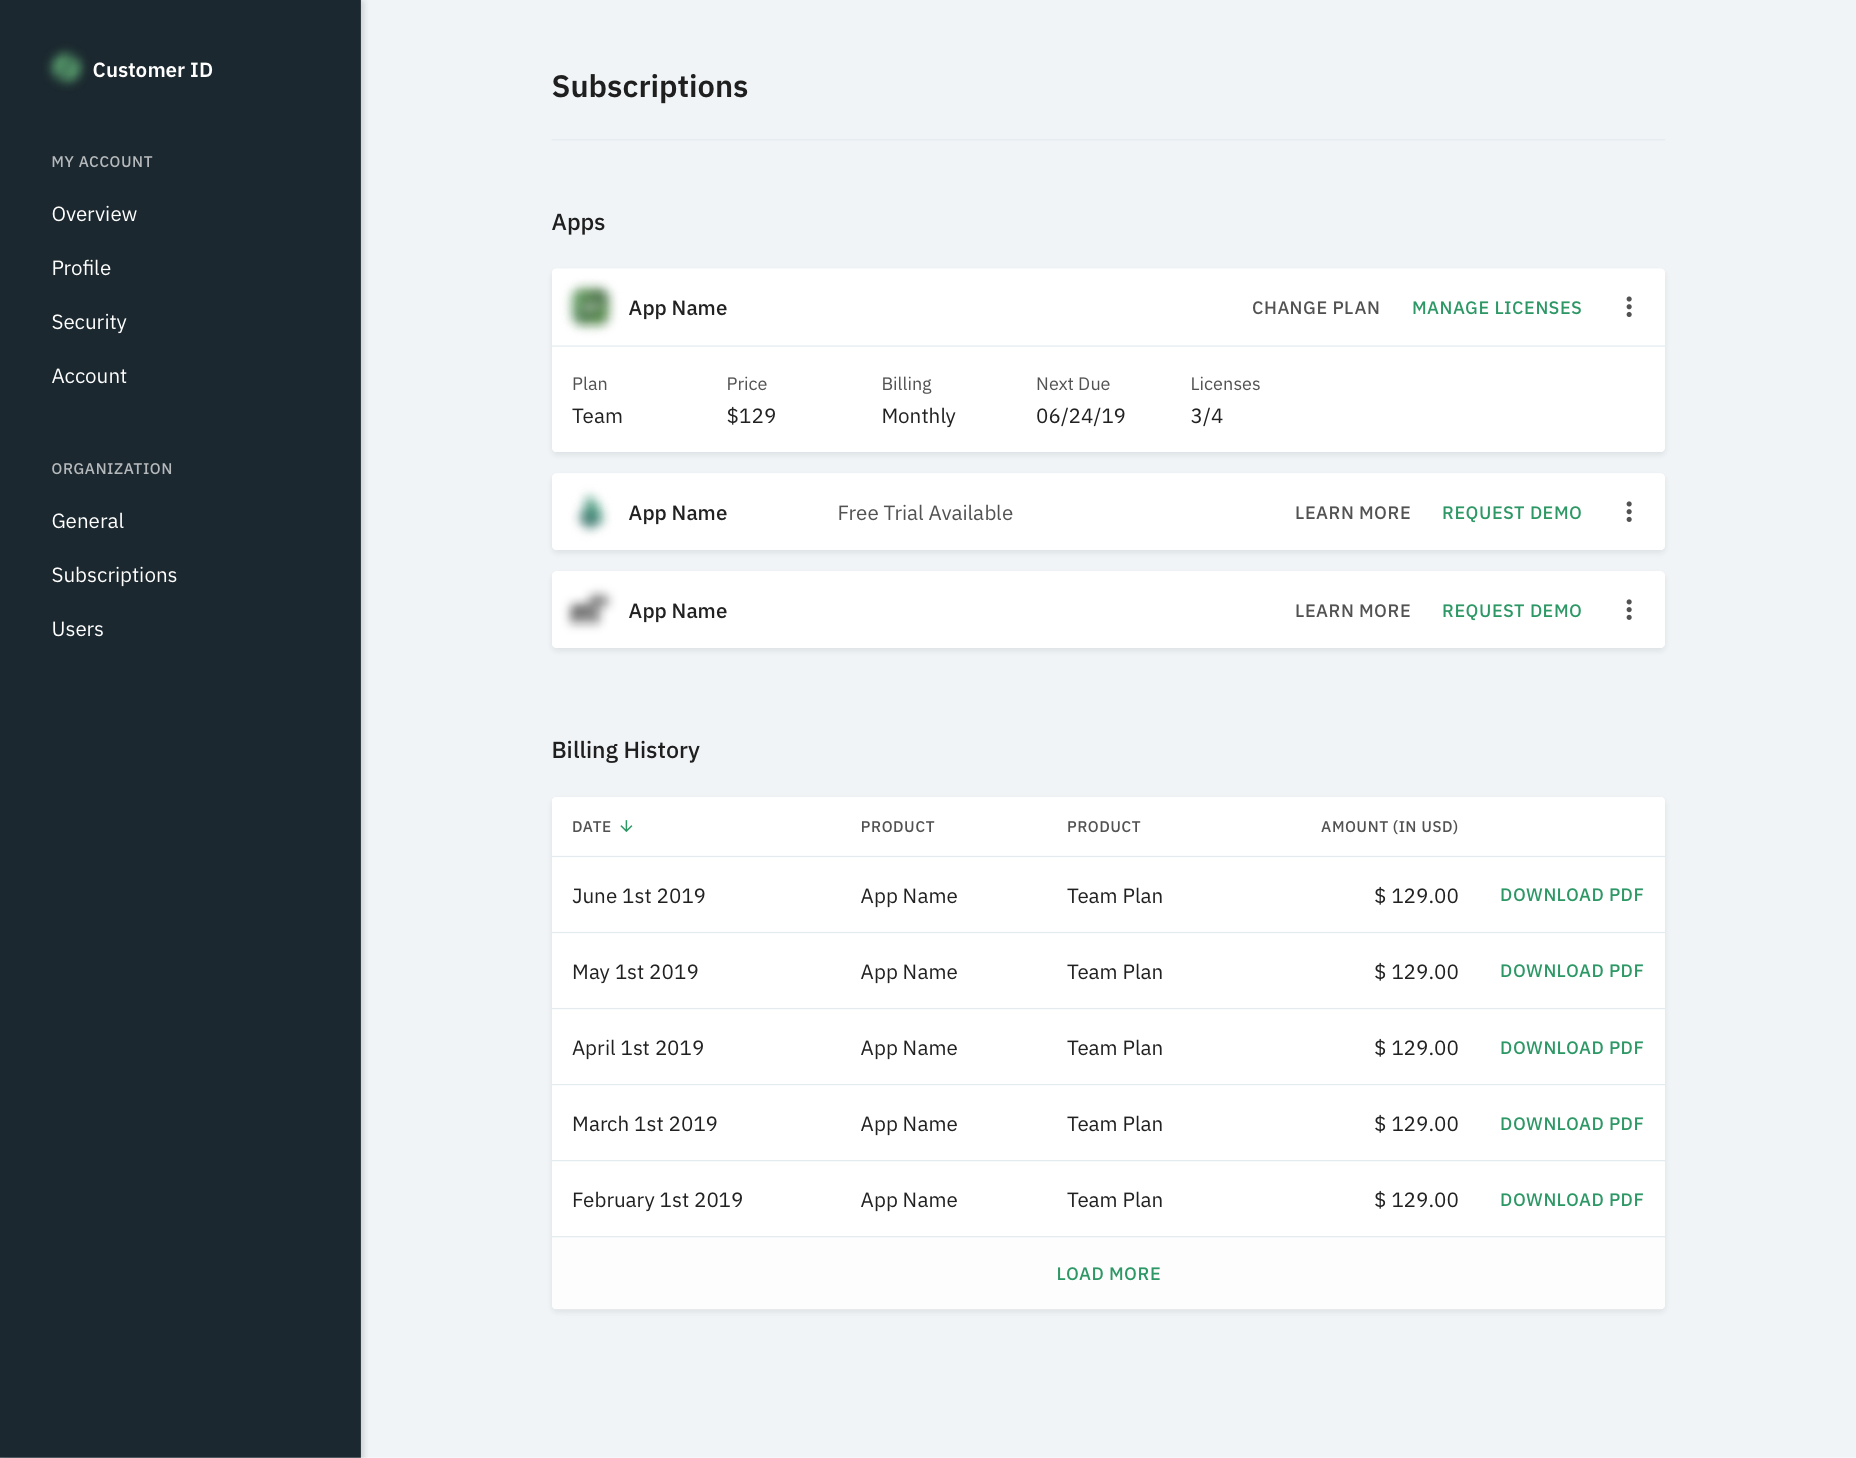 Customer ID
MY ACCOUNT
Overview
Profile
Security
Account
ORGANIZATION
General
Subscriptions
Users
Subscriptions
Apps
App Name CHANGE PLAN MANAGE LICENSES
Plan Price Billing Next Due Licenses
Team $129 Monthly 06/24/19 3/4
App Name Free Trial Available LEARN MORE REQUEST DEMO
App Name LEARN MORE REQUEST DEMO
Billing History
DATE PRODUCT PRODUCT AMOUNT (IN USD)
June 1st 2019 App Name Team Plan $ 129.00 DOWNLOAD PDF
May 1st 2019 App Name Team Plan $ 129.00 DOWNLOAD PDF
April 1st 2019 App Name Team Plan $ 129.00 DOWNLOAD PDF
March 1st 2019 App Name Team Plan $ 129.00 DOWNLOAD PDF
February 1st 2019 App Name Team Plan $ 129.00 DOWNLOAD PDF
LOAD MORE